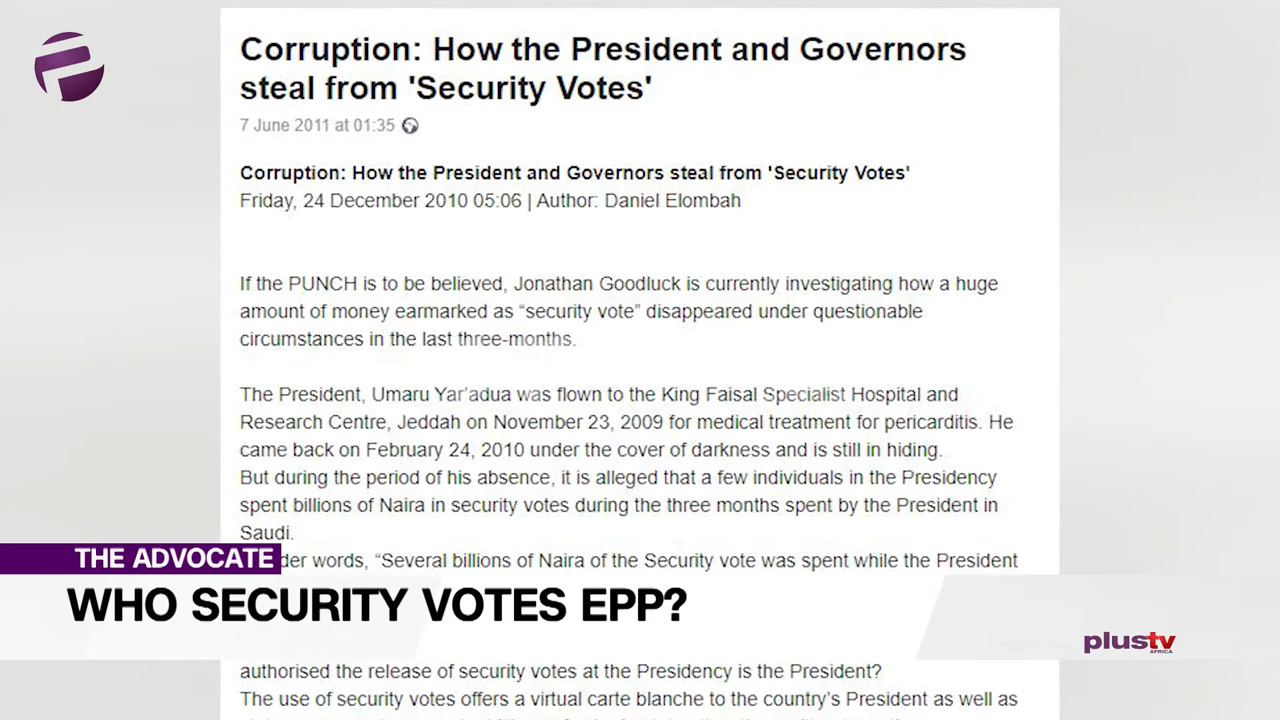 Corruption: How the President and Governors
steal from 'Security Votes'
7 June 2011 at 01:35
Corruption: How the President and Governors steal from 'Security Votes'
Friday, 24 December 2010 05:06 | Author: Daniel Elombah
If the PUNCH is to be believed, Jonathan Goodluck is currently investigating how a huge
amount of money earmarked as “security vote” disappeared under questionable
circumstances in the last three-months.
The President, Umaru Yar’adua was flown to the King Faisal Specialist Hospital and
Research Centre, Jeddah on November 23, 2009 for medical treatment for pericarditis. He
came back on February 24, 2010 under the cover of darkness and is still in hiding.
But during the period of his absence, it is alleged that a few individuals in the Presidency
spent billions of Naira in security votes during the three months spent by the President in
Saudi.
words, “Several billions of Naira of the Security vote was spent while the President
THE ADVOCATE
WHO SECURITY VOTES EPP?
plustv
AFRICA
authorised the release of security votes at the Presidency is the President?
The use of security votes offers a virtual carte blanche to the country’s President as well as